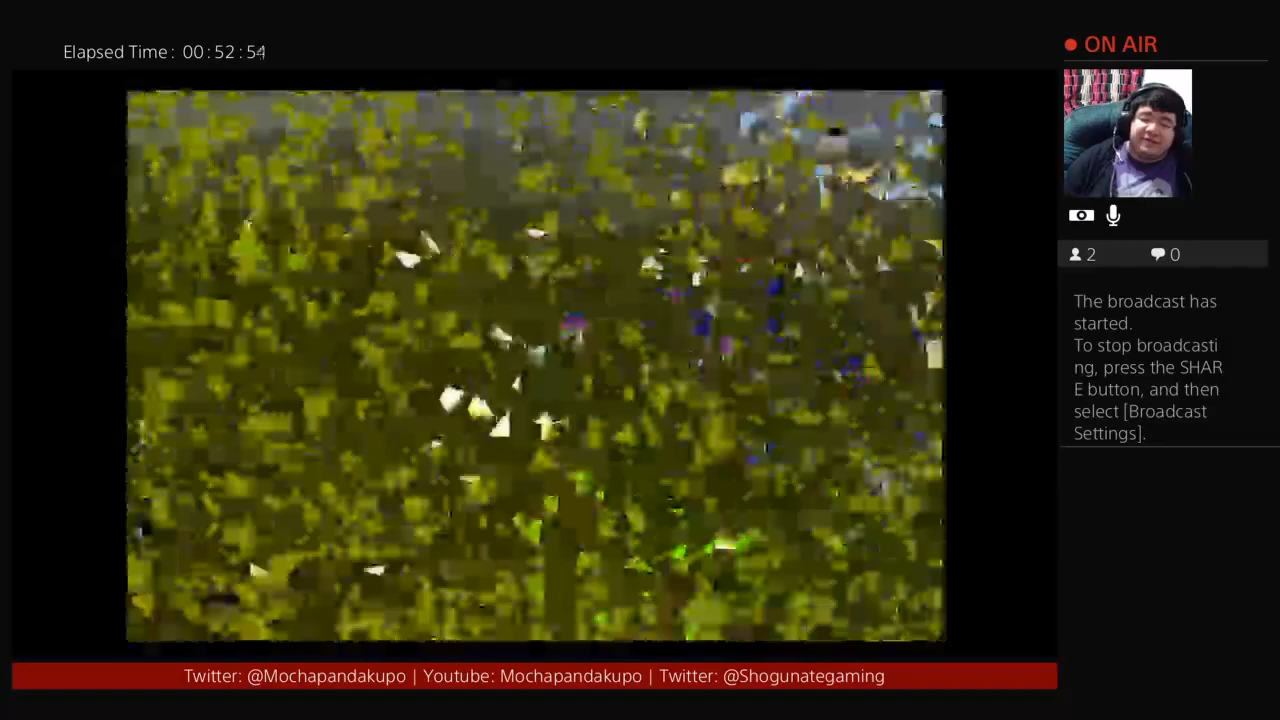 Elapsed Time: 00:52:54
ON AIR
2
0
The broadcast has
started.
To stop broadcasti
ng, press the SHAR
E button, and then
select [Broadcast
Settings].
Twitter: @Mochapandakupo | Youtube: Mochapandakupo | Twitter: @Shogunategaming